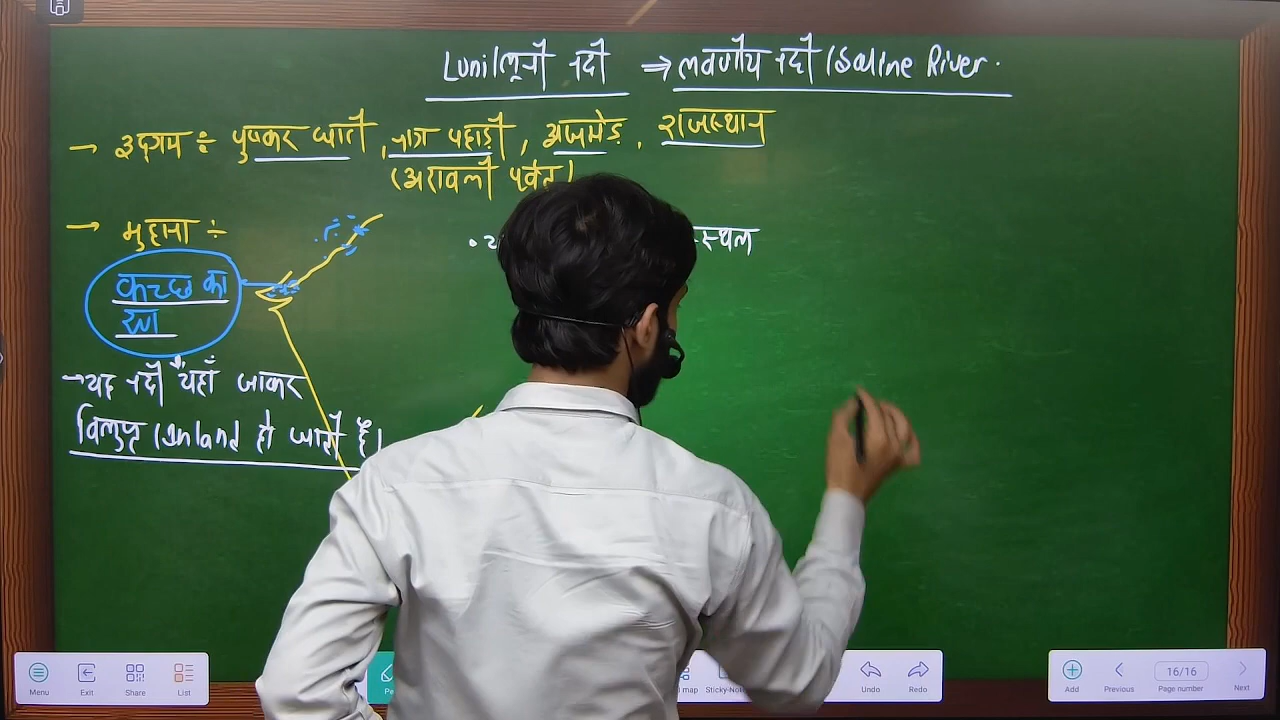 Luni/लूनी नदी ⇒ लवणीय नदी/Saline River.
→ उद्गम ÷ पुष्कर घाटी, नाग पहाड़ी, अजमेर, राजस्थान
(अरावली पर्वत)
→ मुहाना ÷
स्थल
कच्छ का
रण
→ यह नदी यहाँ जाकर
विलुप्त/Inland हो जाती है।
Menu Exit Share List
Undo Redo
Add Previous 16/16 Page number Next